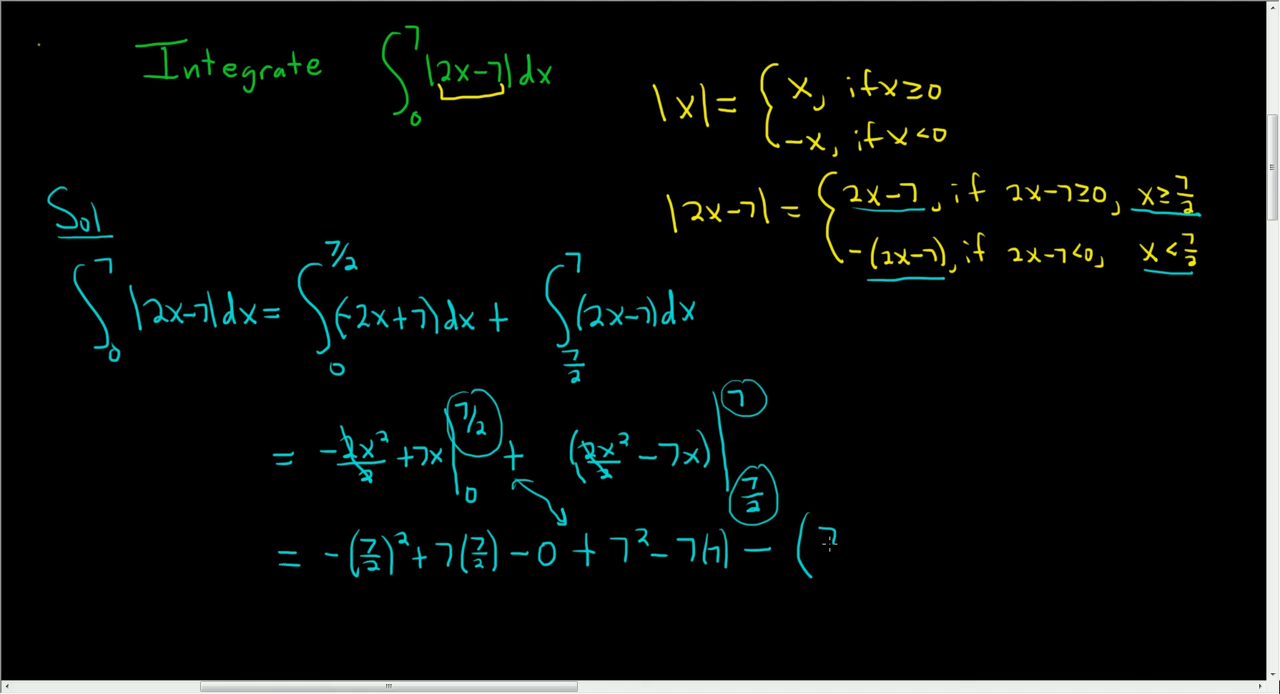 Integrate ∫₀⁷ |2x-7| dx
|x| = { x, if x ≥ 0
-x, if x < 0
|2x-7| = { 2x-7, if 2x-7 ≥ 0, x ≥ 7/2
-(2x-7), if 2x-7 < 0, x < 7/2
Sol
∫₀⁷ |2x-7| dx = ∫₀^(7/2) (-2x+7) dx + ∫_(7/2)^7 (2x-7) dx
= -2x²/2 + 7x |₀^(7/2) + (2x²/2 - 7x) |_(7/2)^7
= -(7/2)² + 7(7/2) - 0 + 7² - 7(7) - (7